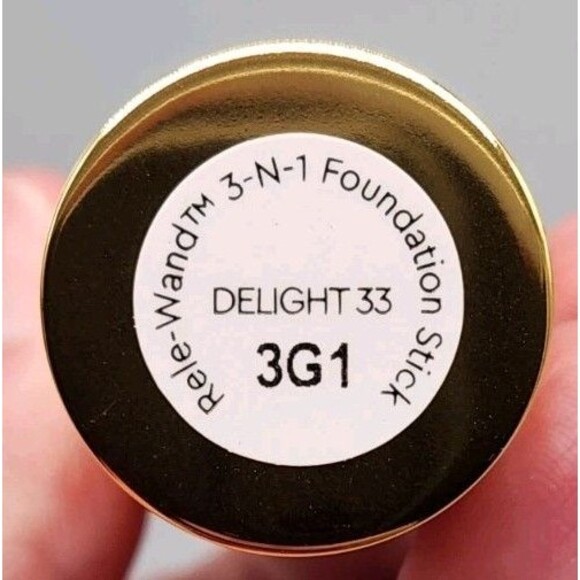 Rele-Wand™ 3-N-1 Foundation Stick
DELIGHT 33
3G1